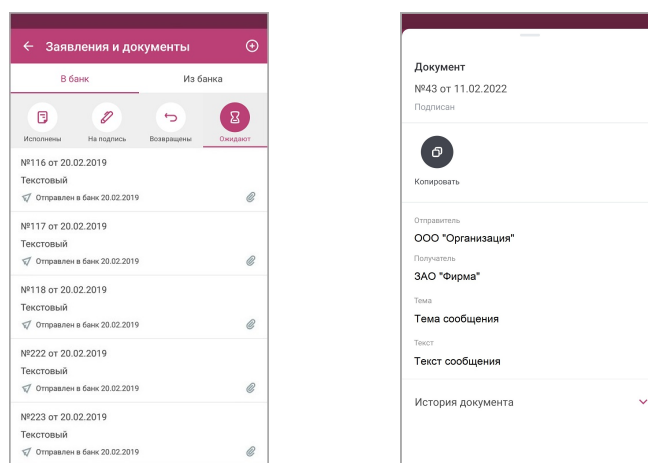 Заявления и документы
В банк
Из банка
Исполнены
На подпись
Возвращены
Ожидают
№116 от 20.02.2019
Текстовый
Отправлен в банк 20.02.2019
№117 от 20.02.2019
Текстовый
Отправлен в банк 20.02.2019
№118 от 20.02.2019
Текстовый
Отправлен в банк 20.02.2019
№222 от 20.02.2019
Текстовый
Отправлен в банк 20.02.2019
№223 от 20.02.2019
Текстовый
Отправлен в банк 20.02.2019
Документ
№43 от 11.02.2022
Подписан
Копировать
Отправитель
ООО "Организация"
Получатель
ЗАО "Фирма"
Тема
Тема сообщения
Текст
Текст сообщения
История документа